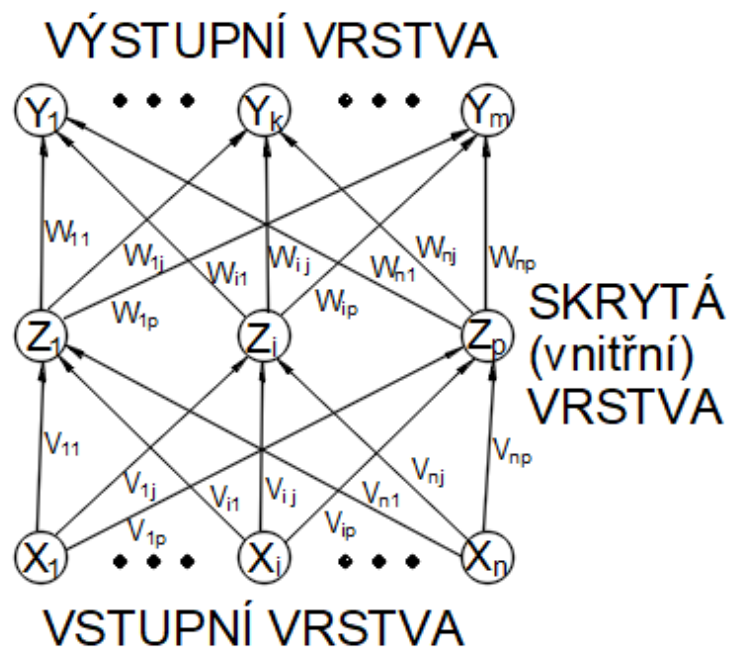 VÝSTUPNÍ VRSTVA
Y1 • • • Yk • • • Ym
W11 W1j Wi1 Wij Wn1 Wnj Wnp
W1p Wip
Z1 Zj Zp
SKRYTÁ
(vnitřní)
VRSTVA
V11 V1j Vi1 Vij Vn1 Vnj Vnp
V1p Vip
X1 • • • Xi • • • Xn
VSTUPNÍ VRSTVA